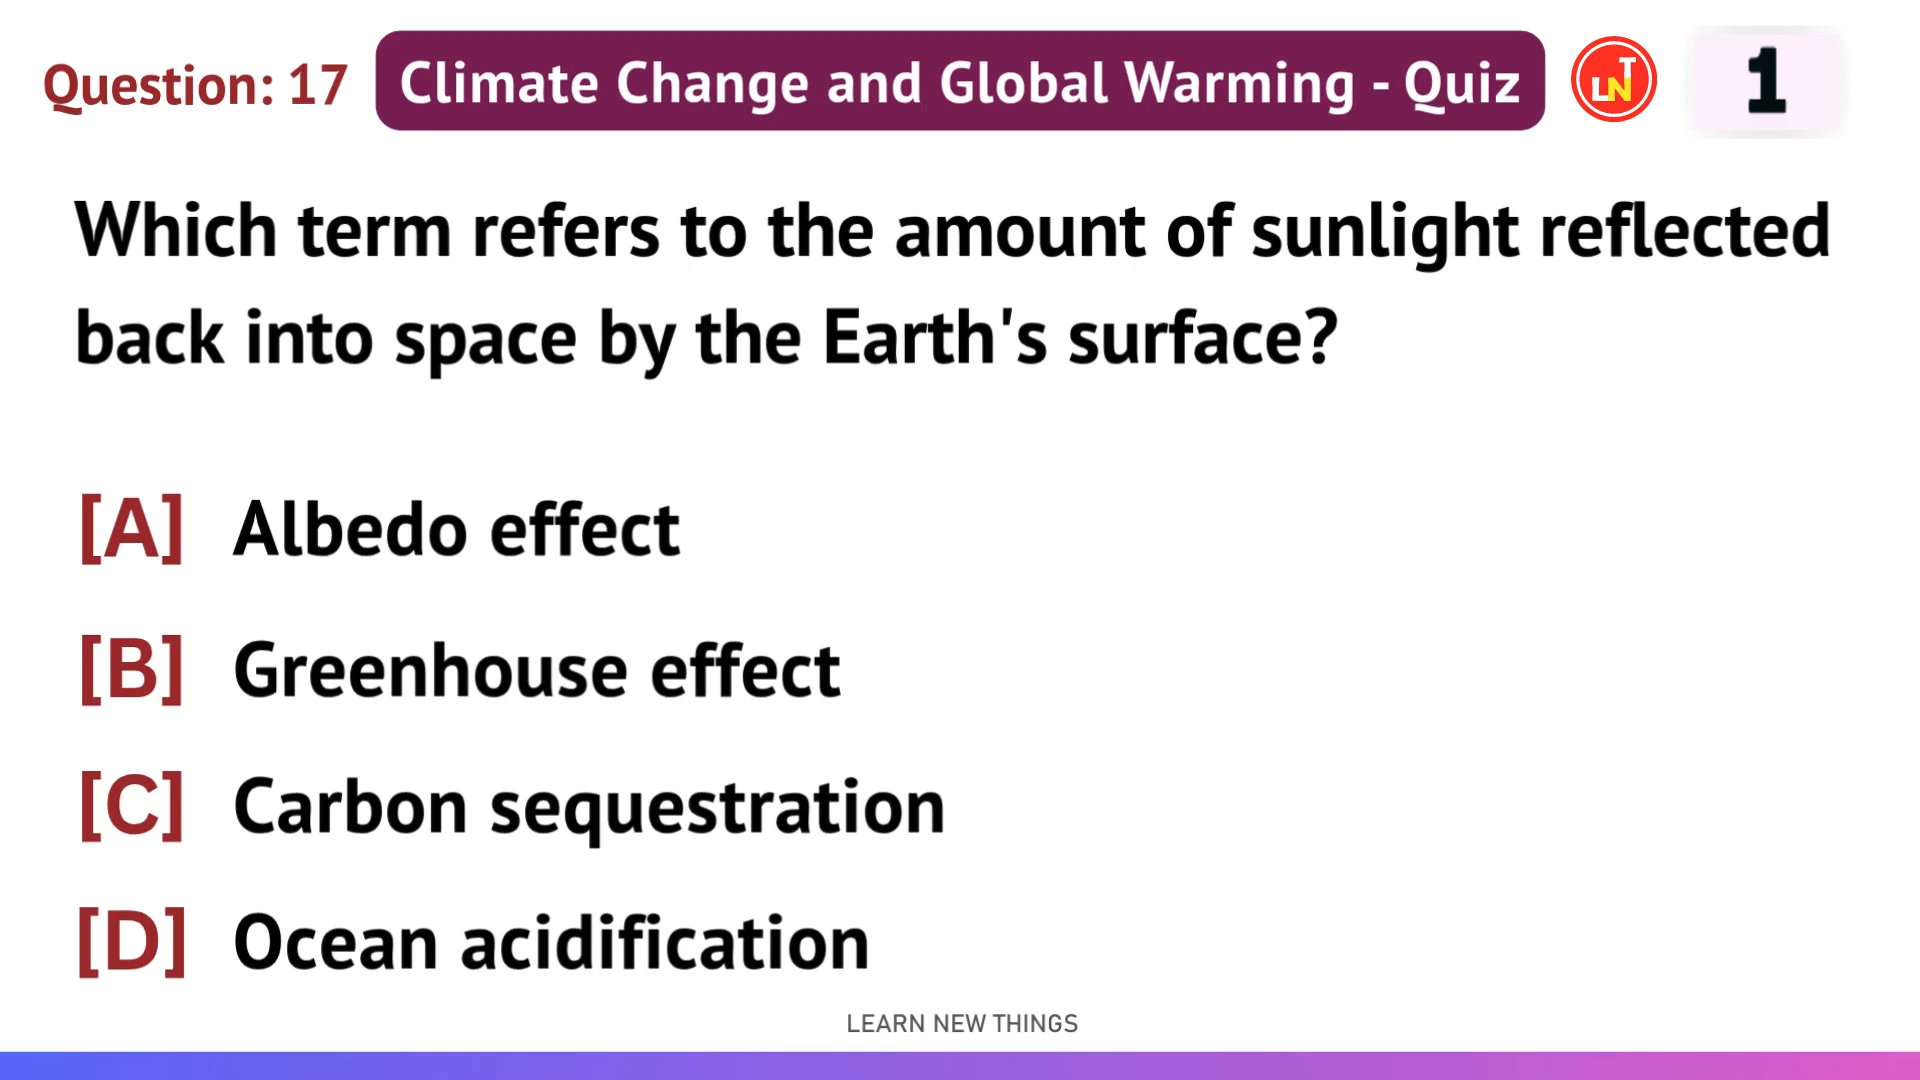 Question: 17 Climate Change and Global Warming - Quiz LNT 1
Which term refers to the amount of sunlight reflected
back into space by the Earth's surface?
[A] Albedo effect
[B] Greenhouse effect
[C] Carbon sequestration
[D] Ocean acidification
LEARN NEW THINGS